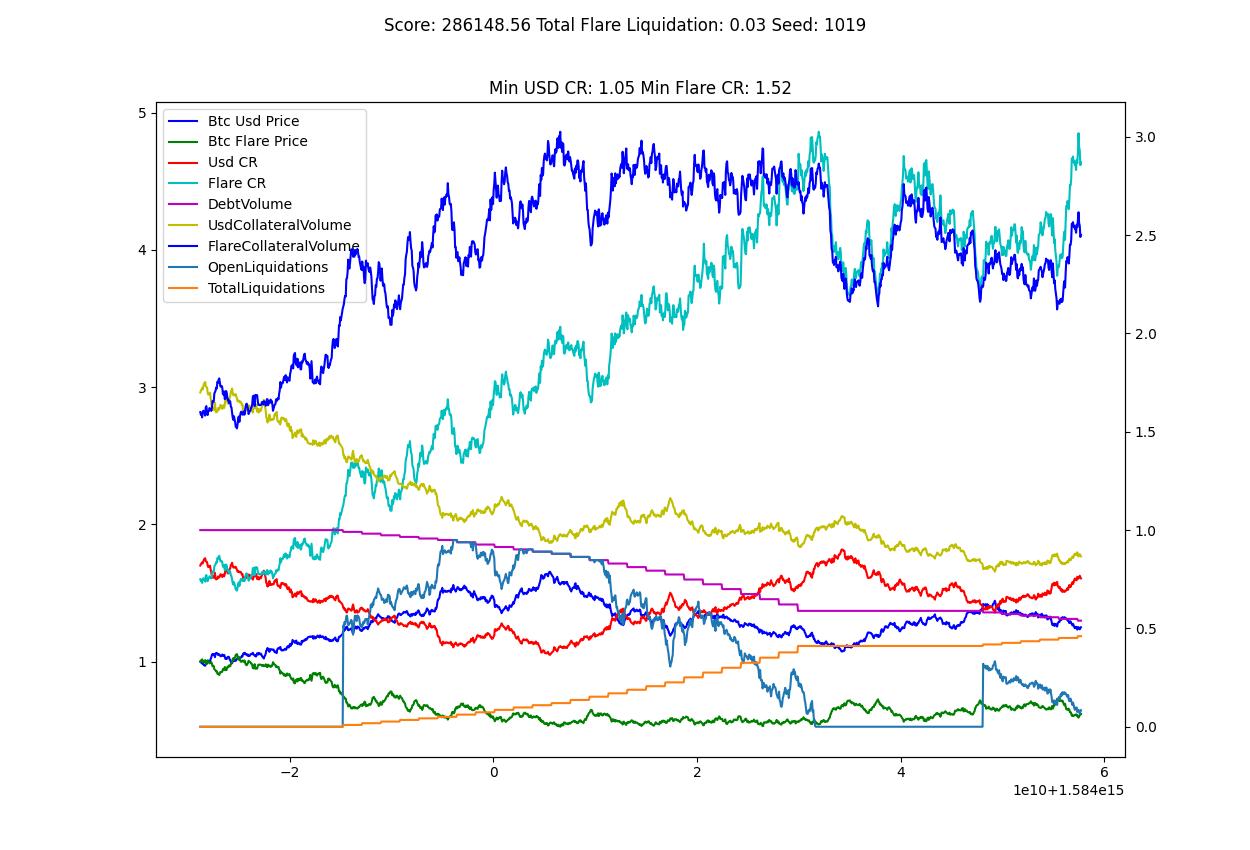 Score: 286148.56 Total Flare Liquidation: 0.03 Seed: 1019
Min USD CR: 1.05 Min Flare CR: 1.52
5
4
3
2
1
Btc Usd Price
Btc Flare Price
Usd CR
Flare CR
DebtVolume
UsdCollateralVolume
FlareCollateralVolume
OpenLiquidations
TotalLiquidations
3.0
2.5
2.0
1.5
1.0
0.5
0.0
−2 0 2 4 6
1e10+1.584e15